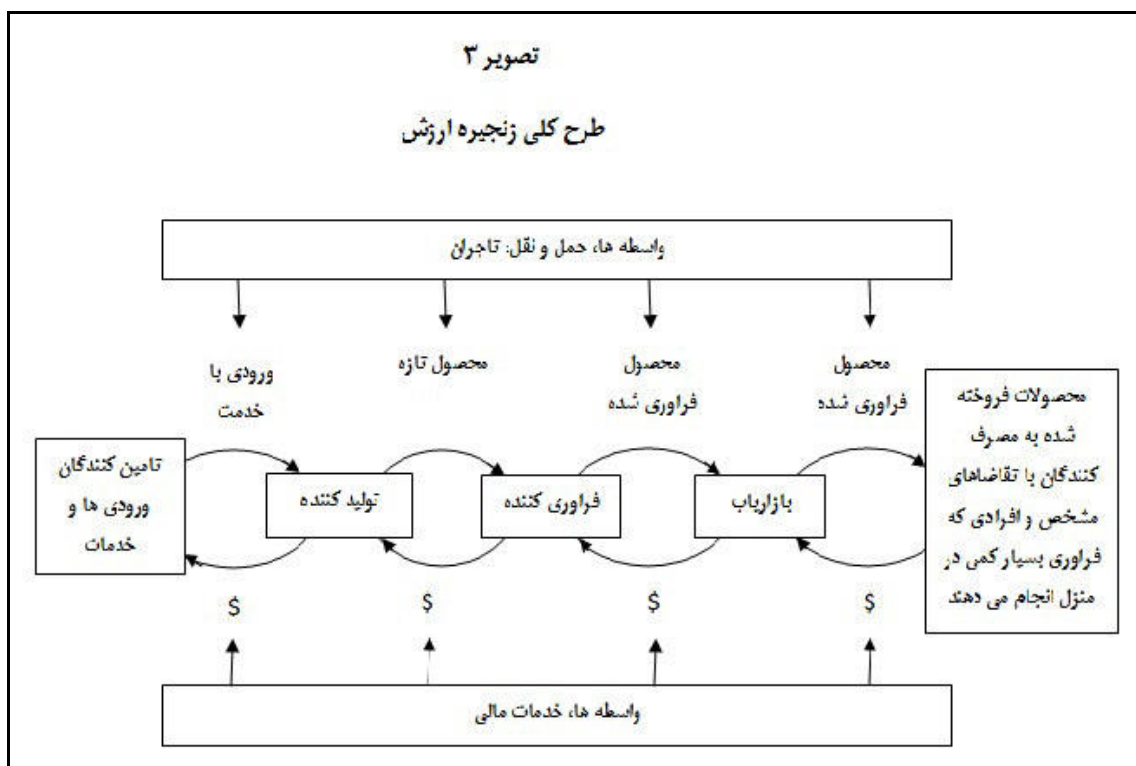 تصویر ۳
طرح کلی زنجیره ارزش
واسطه ها، حمل و نقل: تاجران
ورودی با
خدمت
محصول تازه
محصول
فراوری شده
محصول
فراوری شده
تامین کنندگان
ورودی ها و
خدمات
تولید کننده
فراوری کننده
بازاریاب
محصولات فروخته
شده به مصرف
کنندگان با تقاضاهای
مشخص و افرادی که
فراوری بسیار کمی در
منزل انجام می دهند
$
$
$
$
واسطه ها، خدمات مالی